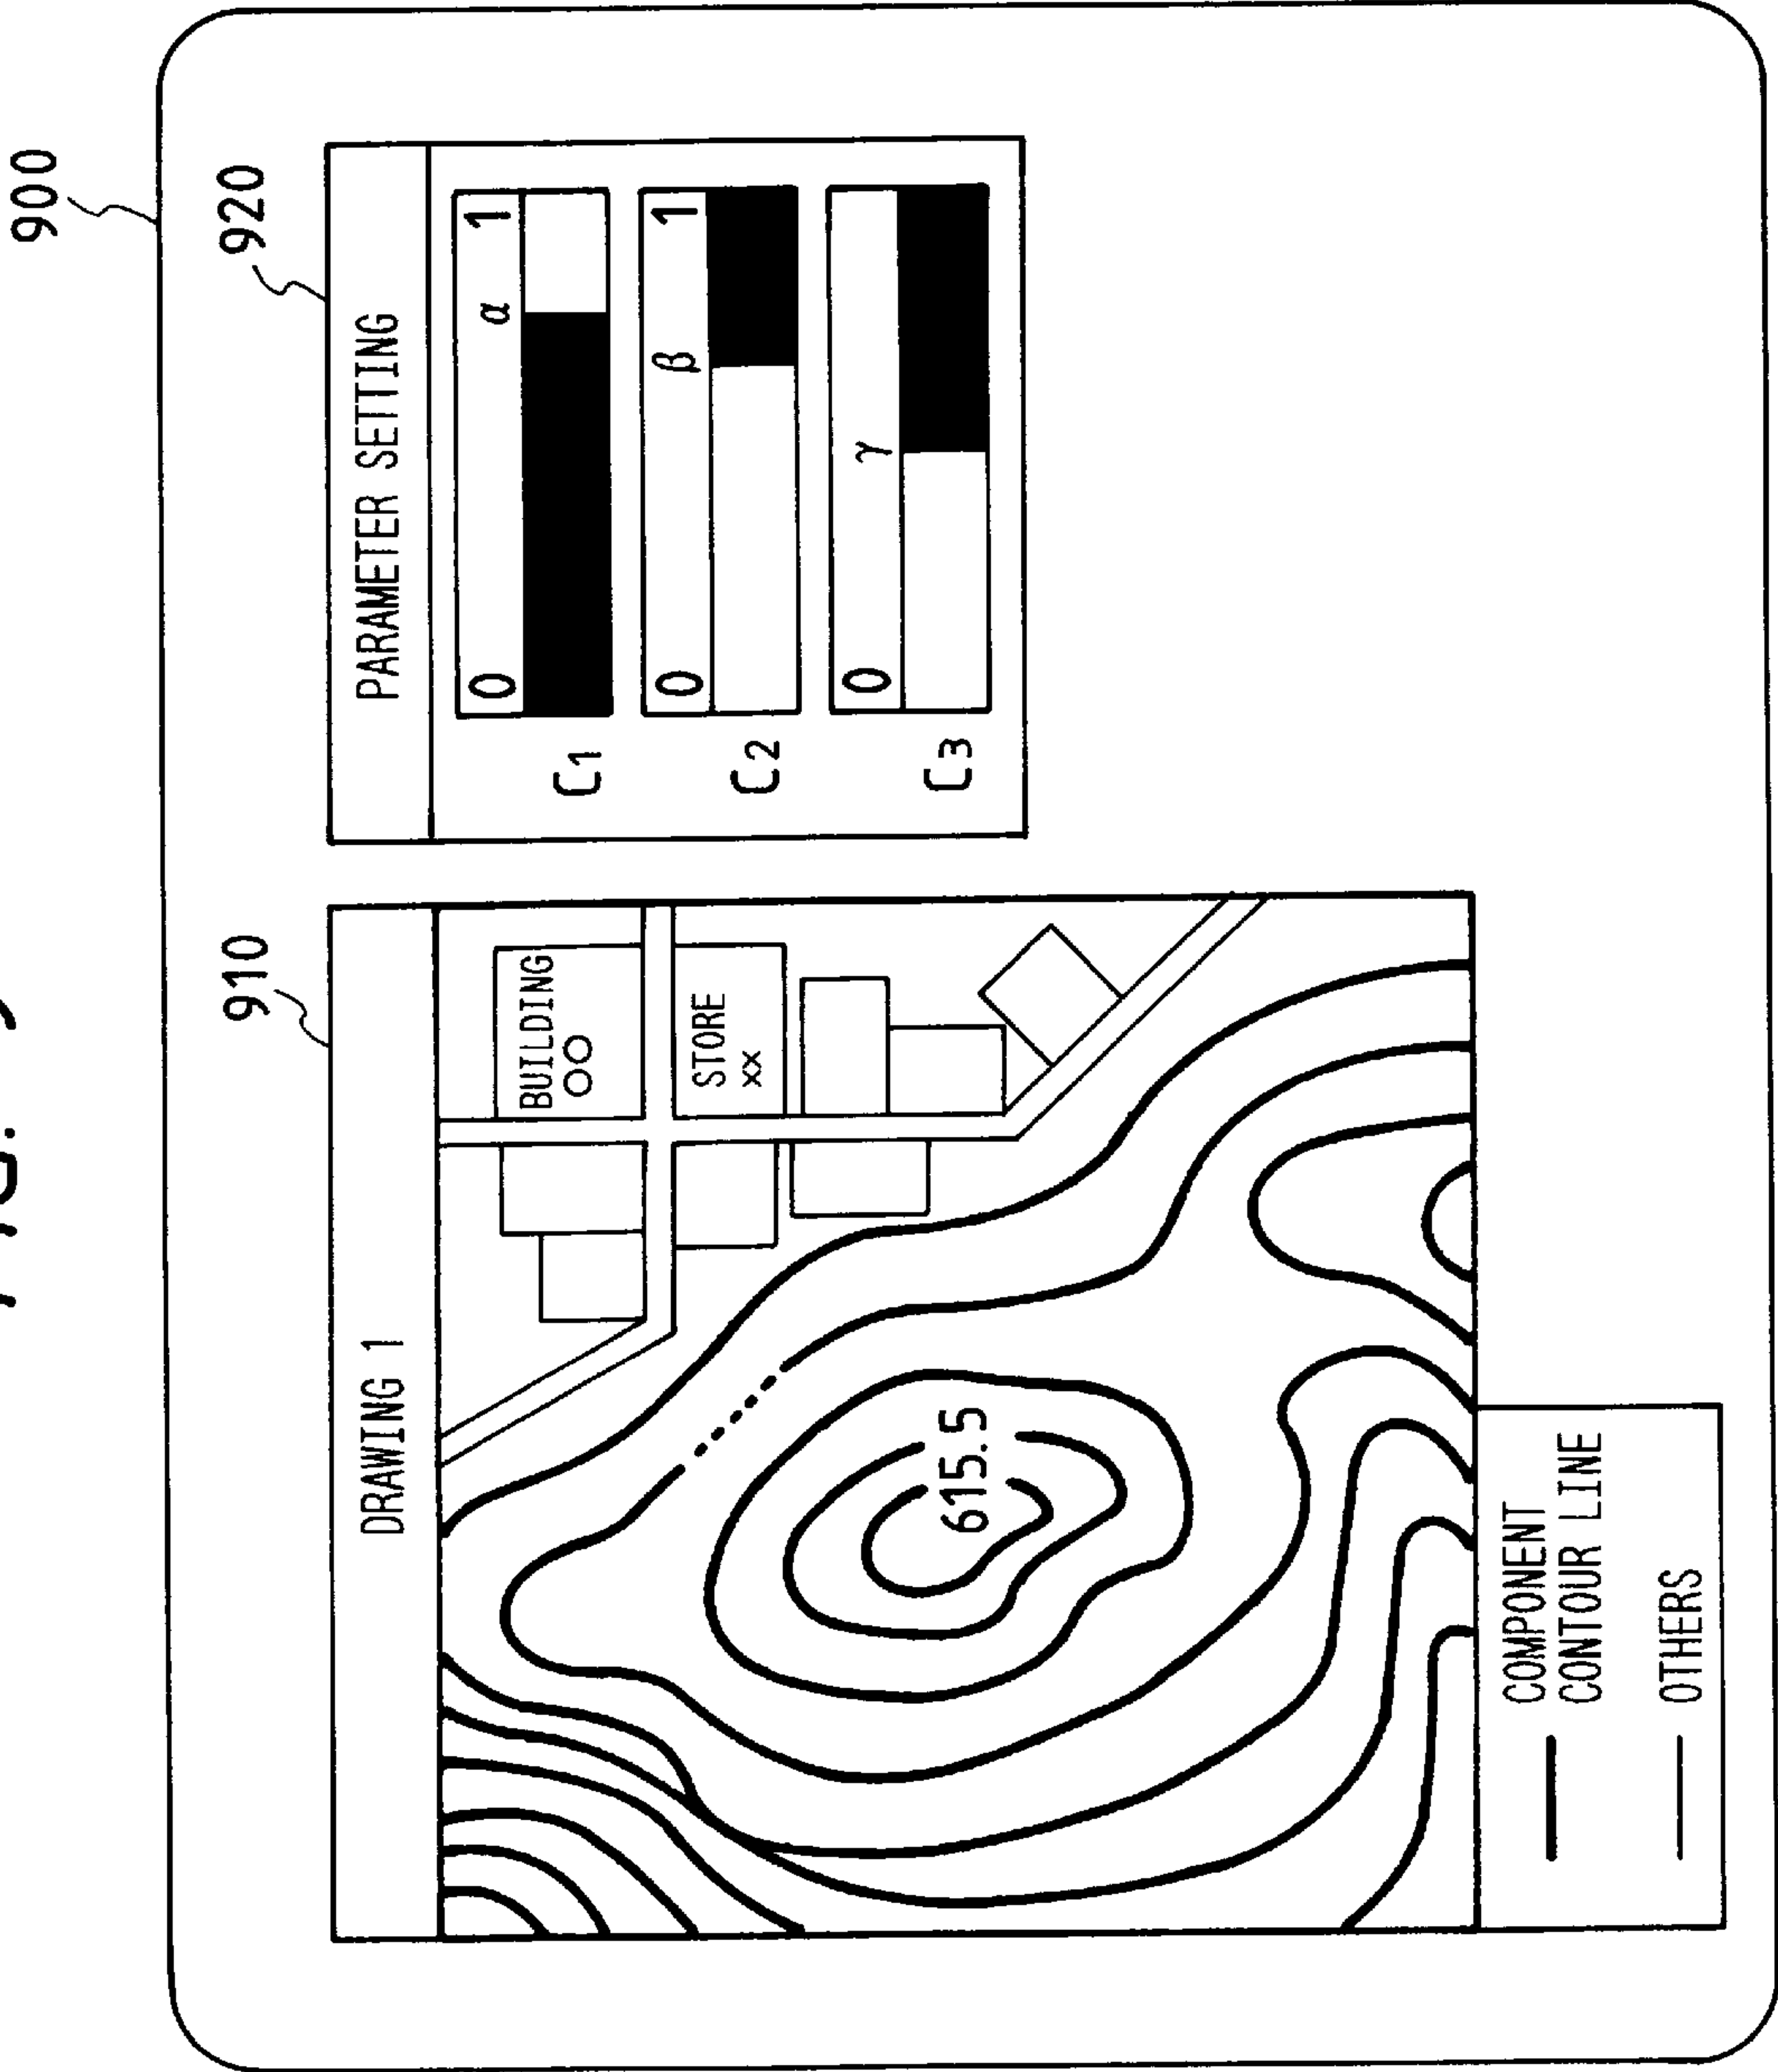 900
910
920
DRAWING 1
BUILDING
○○
STORE
××
615.5
COMPONENT
CONTOUR LINE
OTHERS
PARAMETER SETTING
0 α 1
C1
0 β 1
C2
0 γ
C3